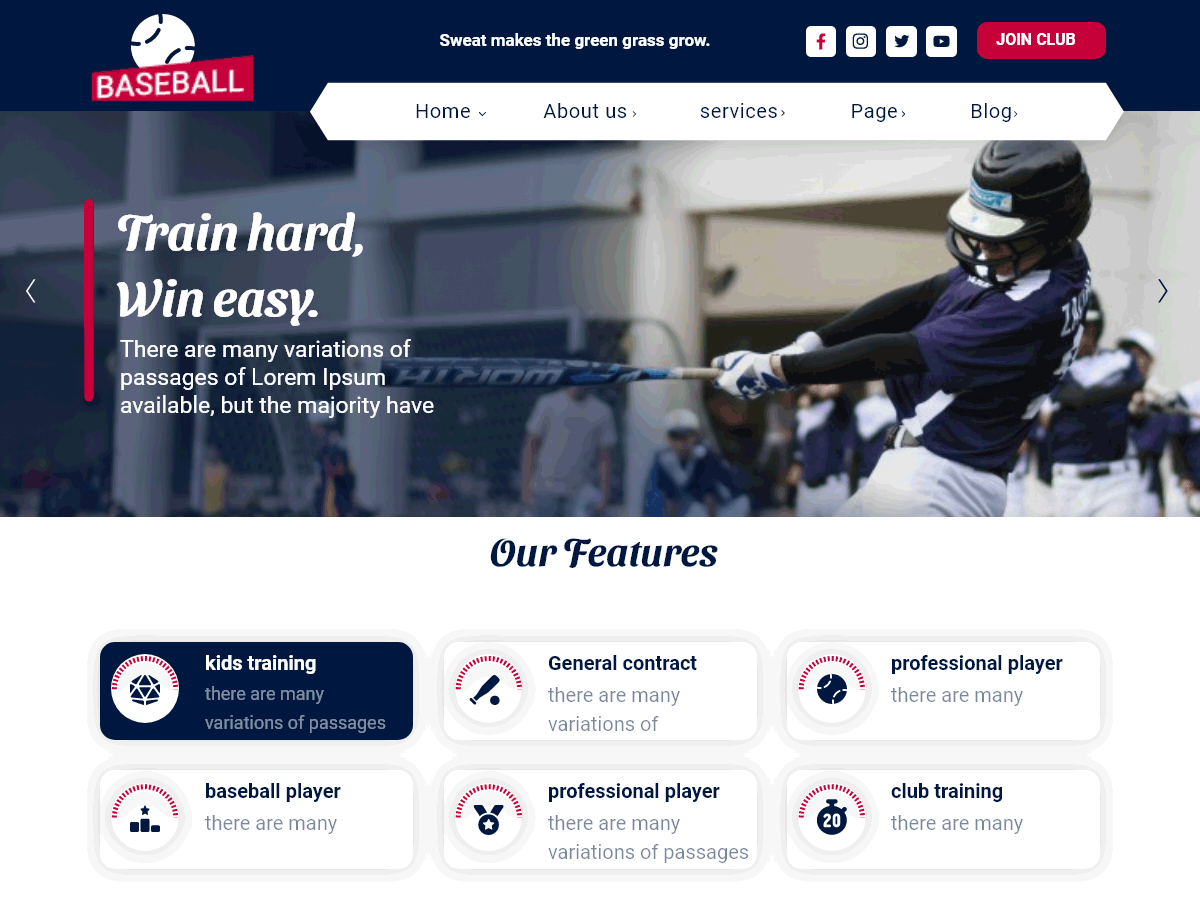 BASEBALL
Sweat makes the green grass grow.
JOIN CLUB
Home
About us
services
Page
Blog
Train hard,
Win easy.
There are many variations of
passages of Lorem Ipsum
available, but the majority have
Our Features
kids training
there are many
variations of passages
General contract
there are many
variations of
professional player
there are many
baseball player
there are many
professional player
there are many
variations of passages
club training
there are many
20